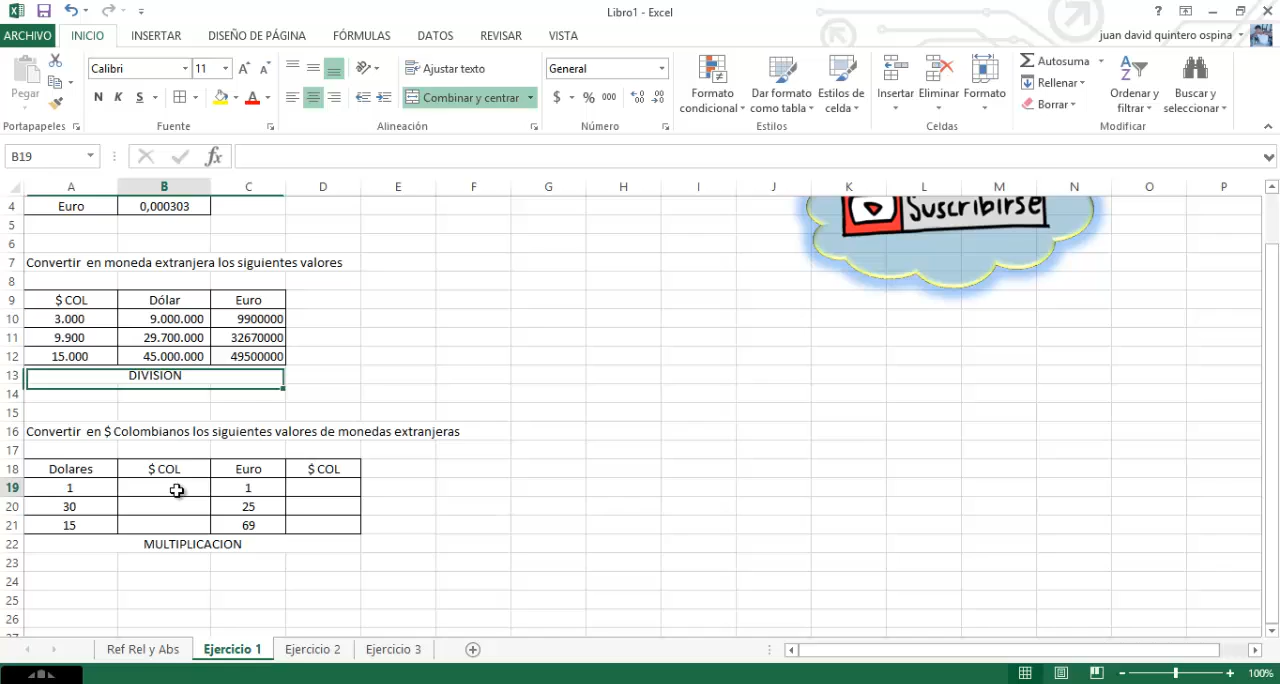 Libro1 - Excel
?
ARCHIVO INICIO INSERTAR DISEÑO DE PÁGINA FÓRMULAS DATOS REVISAR VISTA juan david quintero ospina
Pegar
Calibri 11
N K S
Ajustar texto
Combinar y centrar
General
$ % 000
Formato condicional
Dar formato como tabla
Estilos de celda
Insertar Eliminar Formato
Autosuma
Rellenar
Borrar
Ordenar y filtrar
Buscar y seleccionar
Portapapeles Fuente Alineación Número Estilos Celdas Modificar
B19 fx
A B C D E F G H I J K L M N O P
4 Euro 0,000303
Suscribirse
5
6
7 Convertir en moneda extranjera los siguientes valores
8
9 $ COL Dólar Euro
10 3.000 9.000.000 9900000
11 9.900 29.700.000 32670000
12 15.000 45.000.000 49500000
13 DIVISION
14
15
16 Convertir en $ Colombianos los siguientes valores de monedas extranjeras
17
18 Dolares $ COL Euro $ COL
19 1 1
20 30 25
21 15 69
22 MULTIPLICACION
23
24
25
26
27
Ref Rel y Abs Ejercicio 1 Ejercicio 2 Ejercicio 3
100%